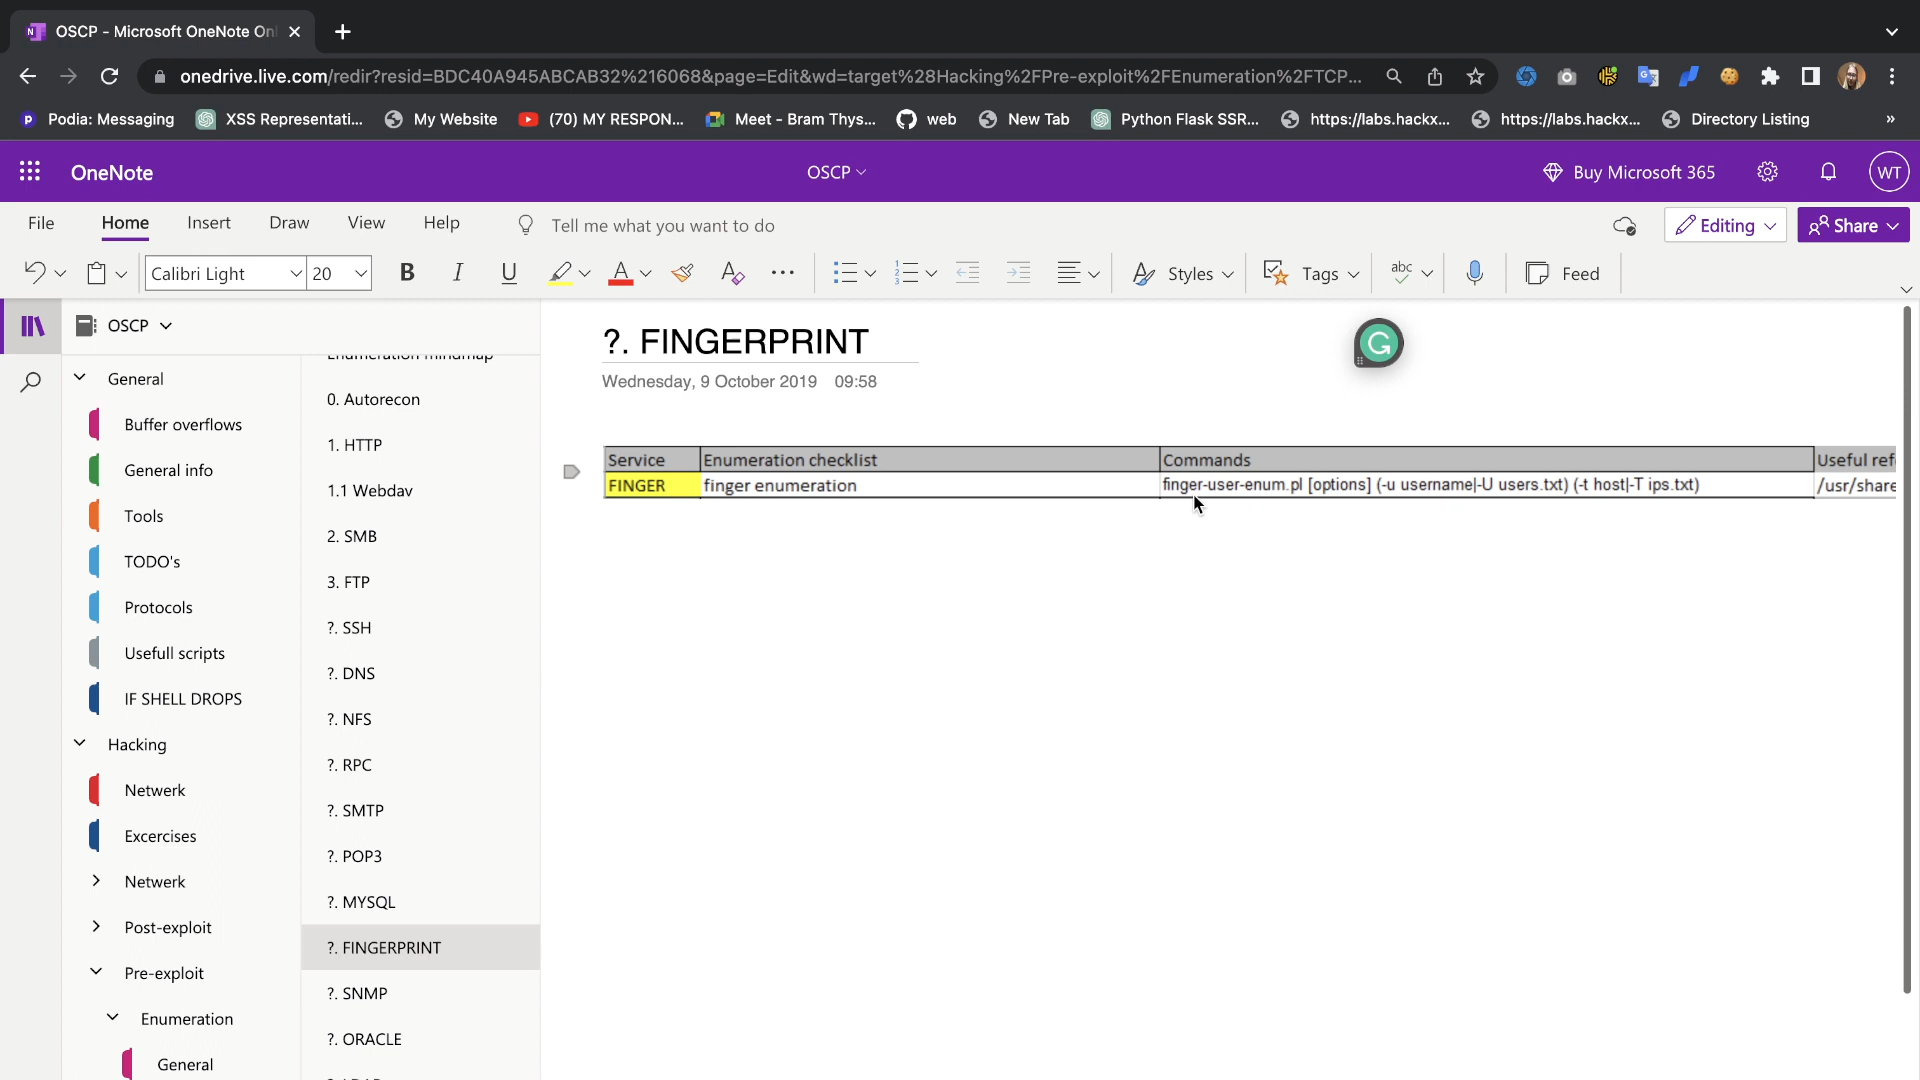 OSCP - Microsoft OneNote Onl
onedrive.live.com/redir?resid=BDC40A945ABCAB32%216068&page=Edit&wd=target%28Hacking%2FPre-exploit%2FEnumeration%2FTCP...
Podia: Messaging XSS Representati... My Website (70) MY RESPON... Meet - Bram Thys... web New Tab Python Flask SSR... https://labs.hackx... https://labs.hackx... Directory Listing »
OneNote OSCP Buy Microsoft 365 WT
File Home Insert Draw View Help Tell me what you want to do Editing Share
Calibri Light 20 B I U A A Styles Tags abc Feed
OSCP
General
Buffer overflows
General info
Tools
TODO's
Protocols
Usefull scripts
IF SHELL DROPS
Hacking
Netwerk
Excercises
Netwerk
Post-exploit
Pre-exploit
Enumeration
General
Enumeration mindmap
0. Autorecon
1. HTTP
1.1 Webdav
2. SMB
3. FTP
?. SSH
?. DNS
?. NFS
?. RPC
?. SMTP
?. POP3
?. MYSQL
?. FINGERPRINT
?. SNMP
?. ORACLE
?. FINGERPRINT
Wednesday, 9 October 2019 09:58
Service Enumeration checklist Commands Useful ref
FINGER finger enumeration finger-user-enum.pl [options] (-u username|-U users.txt) (-t host|-T ips.txt) /usr/share